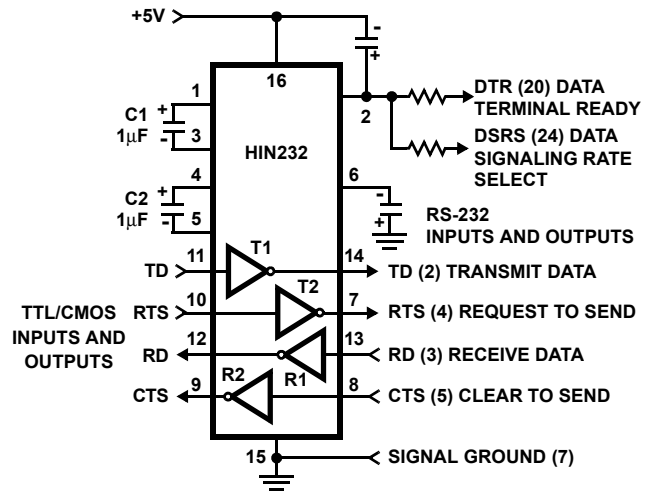 +5V
-
+
16
1
+
C1
1μF
-
3
HIN232
2
DTR (20) DATA
TERMINAL READY
DSRS (24) DATA
SIGNALING RATE
SELECT
4
+
C2
1μF
-
5
6
-
+
RS-232
INPUTS AND OUTPUTS
TD
11
T1
14
TD (2) TRANSMIT DATA
TTL/CMOS
INPUTS AND
OUTPUTS
RTS
10
T2
7
RTS (4) REQUEST TO SEND
RD
12
R1
13
RD (3) RECEIVE DATA
CTS
9
R2
8
CTS (5) CLEAR TO SEND
15
SIGNAL GROUND (7)